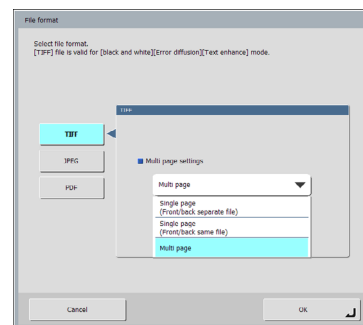 File format
Select file format.
[TIFF] file is valid for [black and white][Error diffusion][Text enhance] mode.
TIFF
TIFF
JPEG
PDF
Multi page settings
Multi page
Single page
(Front/back separate file)
Single page
(Front/back same file)
Multi page
Cancel
OK